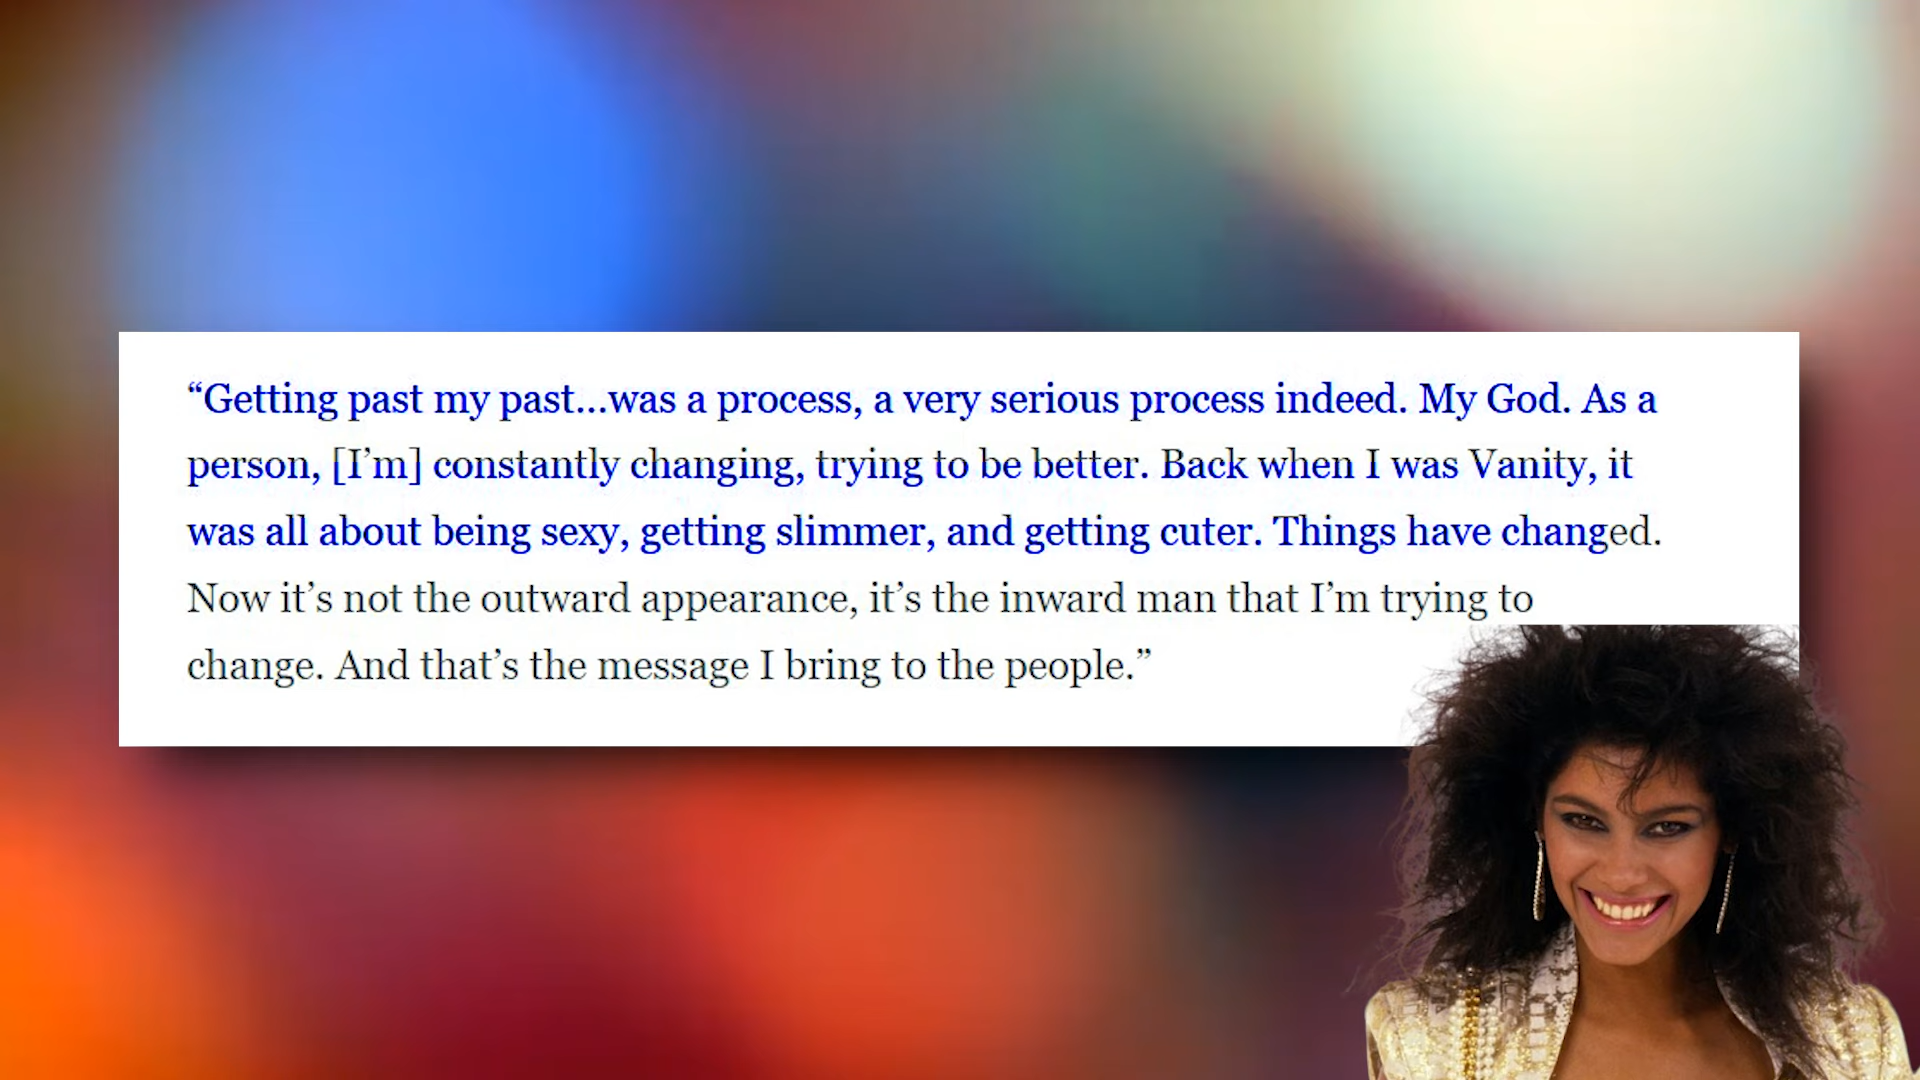 “Getting past my past...was a process, a very serious process indeed. My God. As a
person, [I’m] constantly changing, trying to be better. Back when I was Vanity, it
was all about being sexy, getting slimmer, and getting cuter. Things have changed.
Now it’s not the outward appearance, it’s the inward man that I’m trying to
change. And that’s the message I bring to the people.”